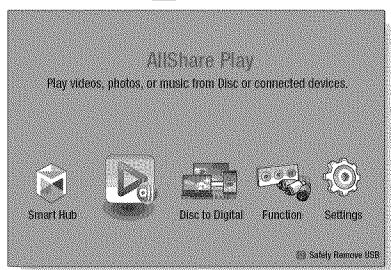 AllShare Play
Play videos, photos, or music from Disc or connected devices.
Smart Hub
Disc to Digital
Function
Settings
Safely Remove USB